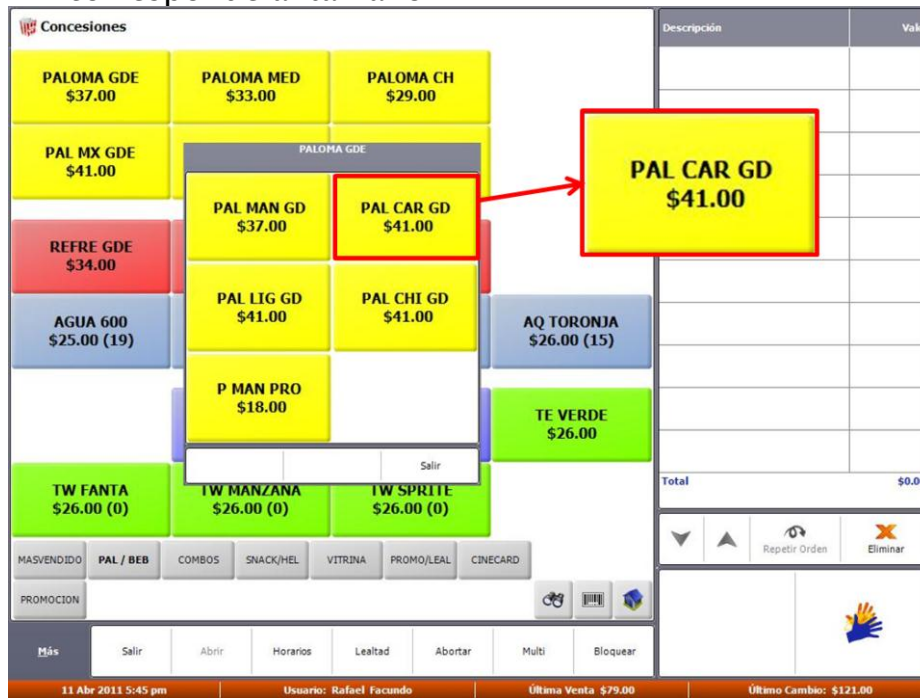 Concesiones
Descripción
PALOMA GDE
$37.00
PALOMA MED
$33.00
PALOMA CH
$29.00
PAL MX GDE
$41.00
PALOMA GDE
PAL MAN GD
$37.00
PAL CAR GD
$41.00
PAL CAR GD
$41.00
REFRE GDE
$34.00
PAL LIG GD
$41.00
PAL CHI GD
$41.00
AGUA 600
$25.00 (19)
AQ TORONJA
$26.00 (15)
P MAN PRO
$18.00
TE VERDE
$26.00
Salir
TW FANTA
$26.00 (0)
TW MANZANA
$26.00 (0)
TW SPRITE
$26.00 (0)
Total
$0.0
MASVENDIDO
PAL / BEB
COMBOS
SNACK/HEL
VITRINA
PROMO/LEAL
CINECARD
Repetir Orden
Eliminar
PROMOCION
Más
Salir
Abrir
Horarios
Lealtad
Abortar
Multi
Bloquear
11 Abr 2011 5:45 pm
Usuario: Rafael Facundo
Última Venta $79.00
Último Cambio: $121.00